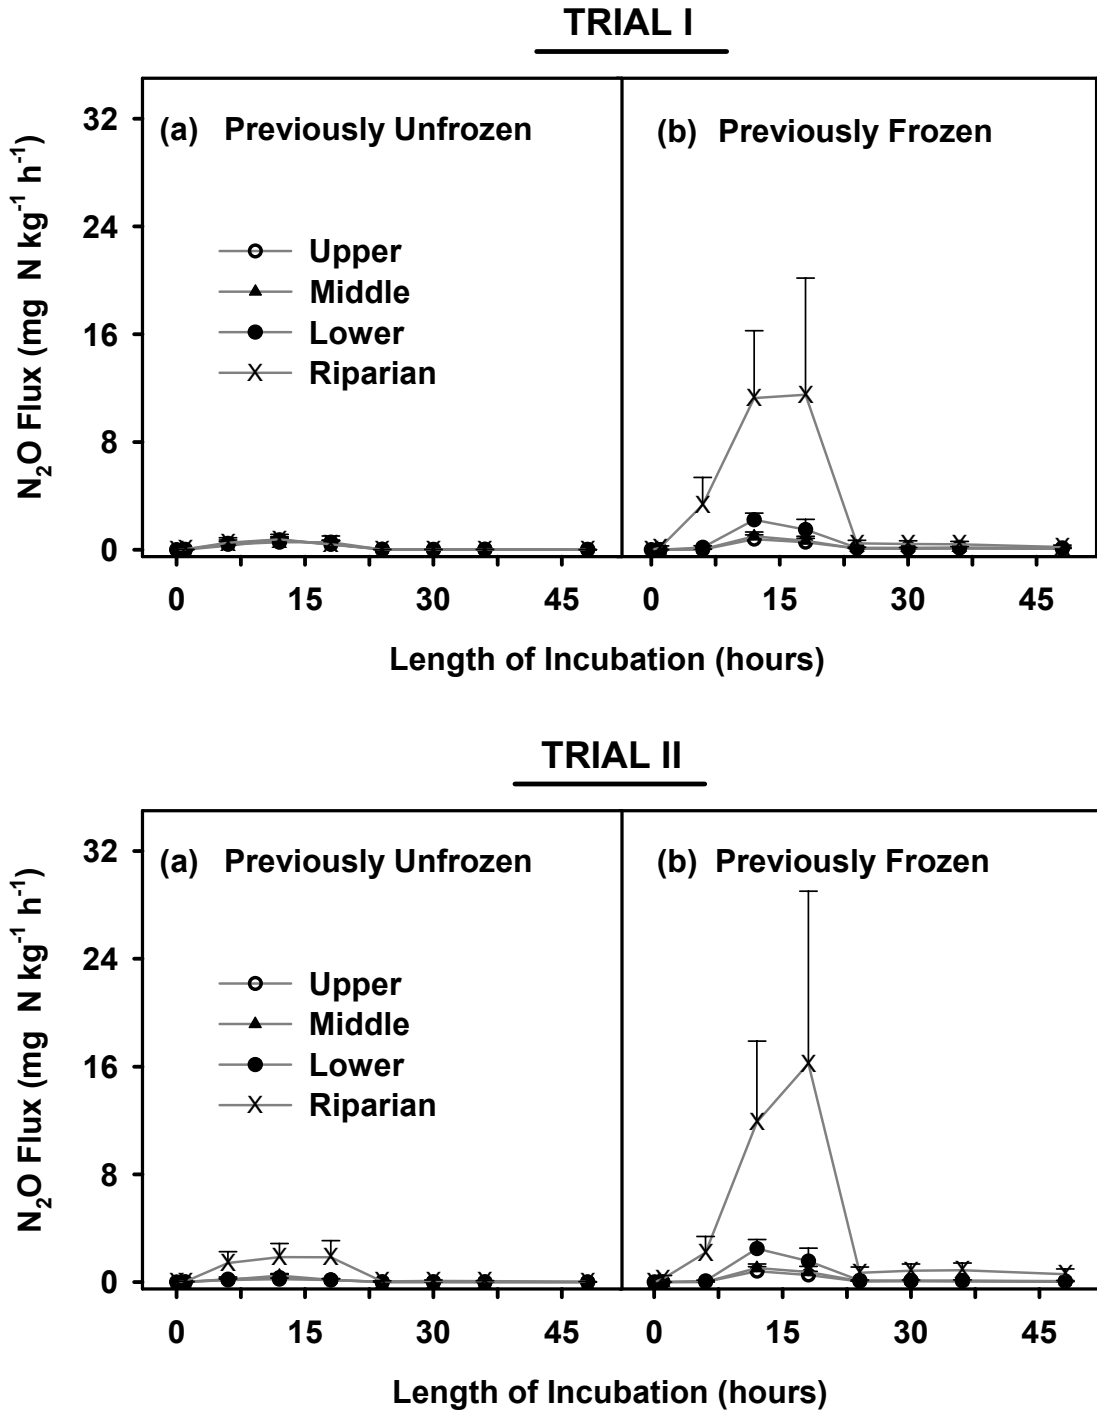 TRIAL I
(a) Previously Unfrozen
(b) Previously Frozen
N₂O Flux (mg N kg⁻¹ h⁻¹)
32
24
16
8
0
Upper
Middle
Lower
Riparian
0 15 30 45 0 15 30 45
Length of Incubation (hours)
TRIAL II
(a) Previously Unfrozen
(b) Previously Frozen
N₂O Flux (mg N kg⁻¹ h⁻¹)
32
24
16
8
0
Upper
Middle
Lower
Riparian
0 15 30 45 0 15 30 45
Length of Incubation (hours)